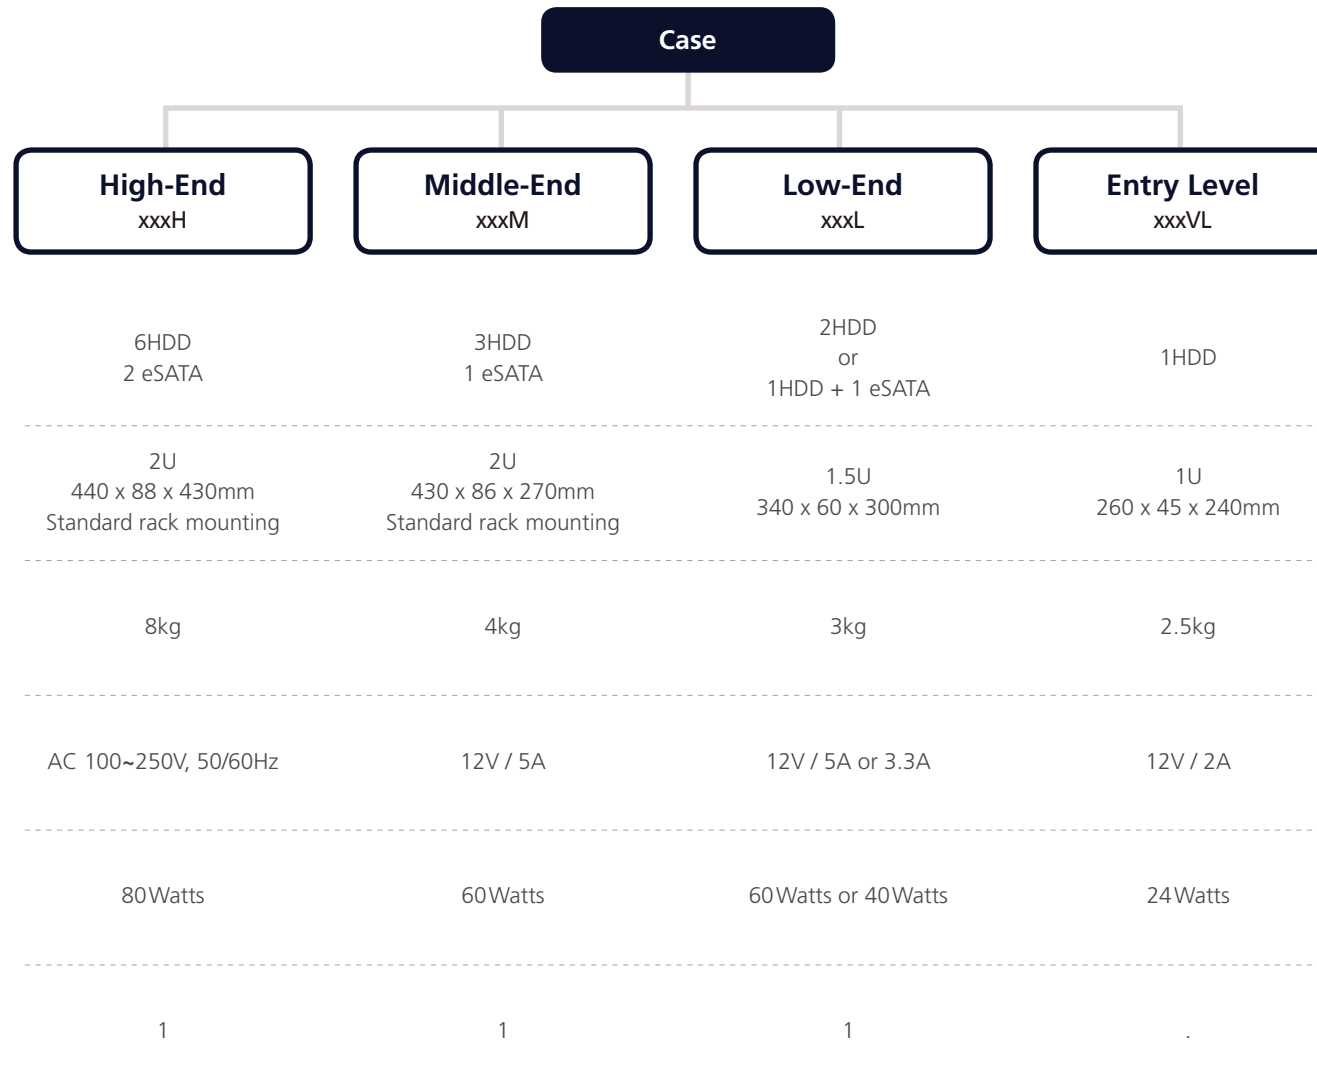 Case
High-End
xxxH
Middle-End
xxxM
Low-End
xxxL
Entry Level
xxxVL
6HDD
2 eSATA
3HDD
1 eSATA
2HDD
or
1HDD + 1 eSATA
1HDD
2U
440 x 88 x 430mm
Standard rack mounting
2U
430 x 86 x 270mm
Standard rack mounting
1.5U
340 x 60 x 300mm
1U
260 x 45 x 240mm
8kg
4kg
3kg
2.5kg
AC 100~250V, 50/60Hz
12V / 5A
12V / 5A or 3.3A
12V / 2A
80Watts
60Watts
60Watts or 40Watts
24Watts
1
1
1
.